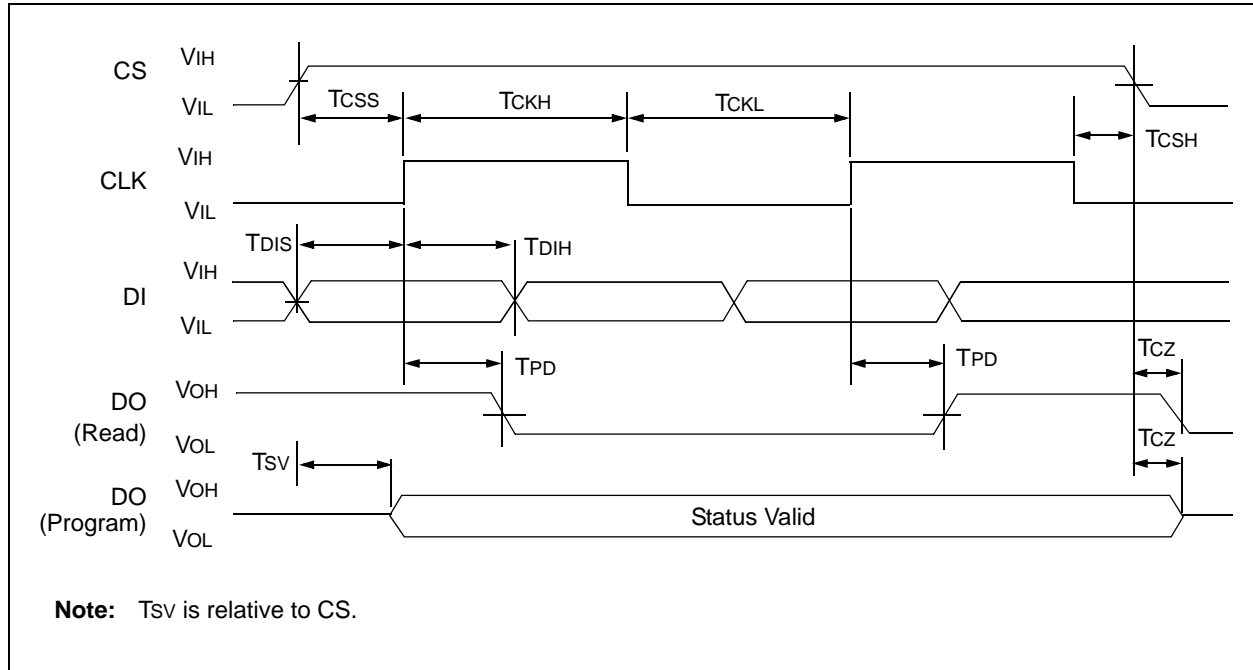 CS
VIH
VIL
TCSS
TCKH
TCKL
TCSH
CLK
VIH
VIL
TDIS
TDIH
DI
VIH
VIL
TPD
TPD
TCZ
DO
(Read)
VOH
VOL
TCZ
TSV
DO
(Program)
VOH
VOL
Status Valid
Note: TSV is relative to CS.